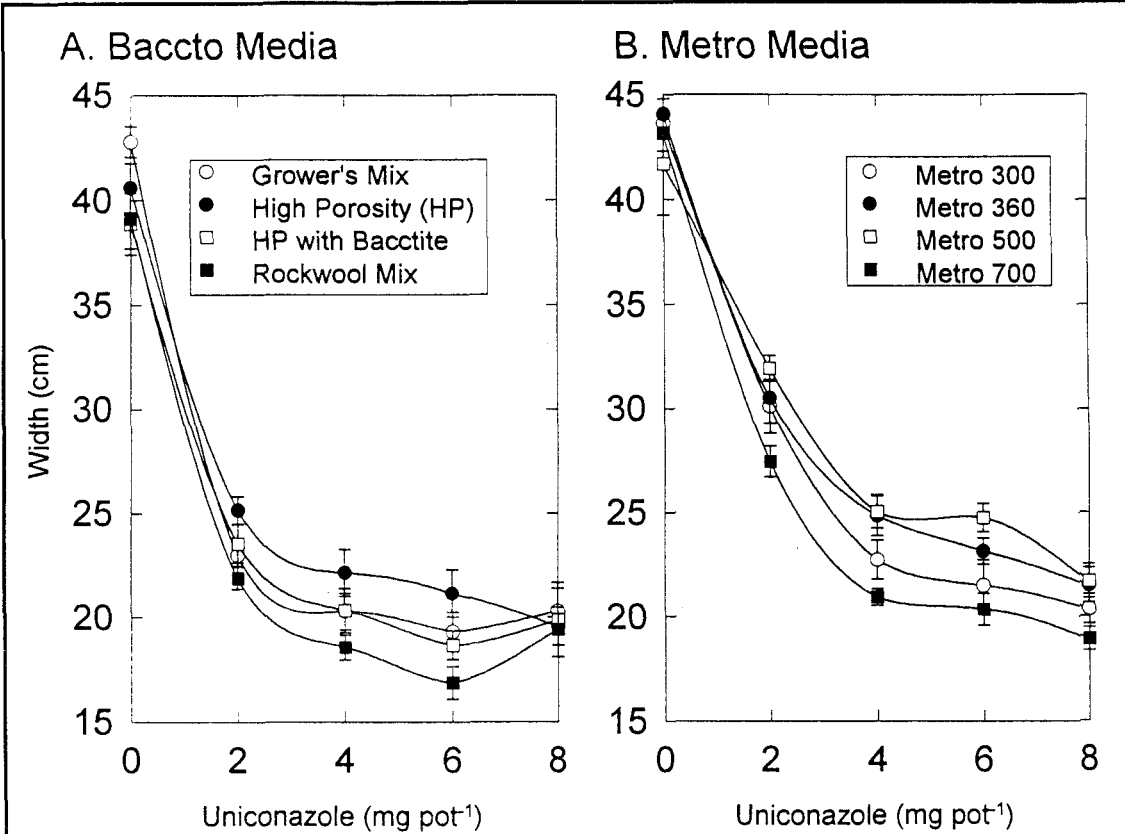 A. Baccto Media
B. Metro Media
45
40
35
30
25
20
15
Width (cm)
Grower's Mix
High Porosity (HP)
HP with Bacctite
Rockwool Mix
0 2 4 6 8
Uniconazole (mg pot⁻¹)
45
40
35
30
25
20
15
Metro 300
Metro 360
Metro 500
Metro 700
0 2 4 6 8
Uniconazole (mg pot⁻¹)